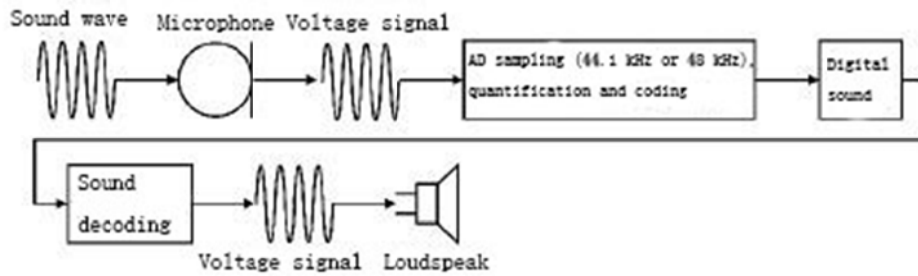 Sound wave
Microphone
Voltage signal
AD sampling (44.1 kHz or 48 kHz),
quantification and coding
Digital
sound
Sound
decoding
Voltage signal
Loudspeak